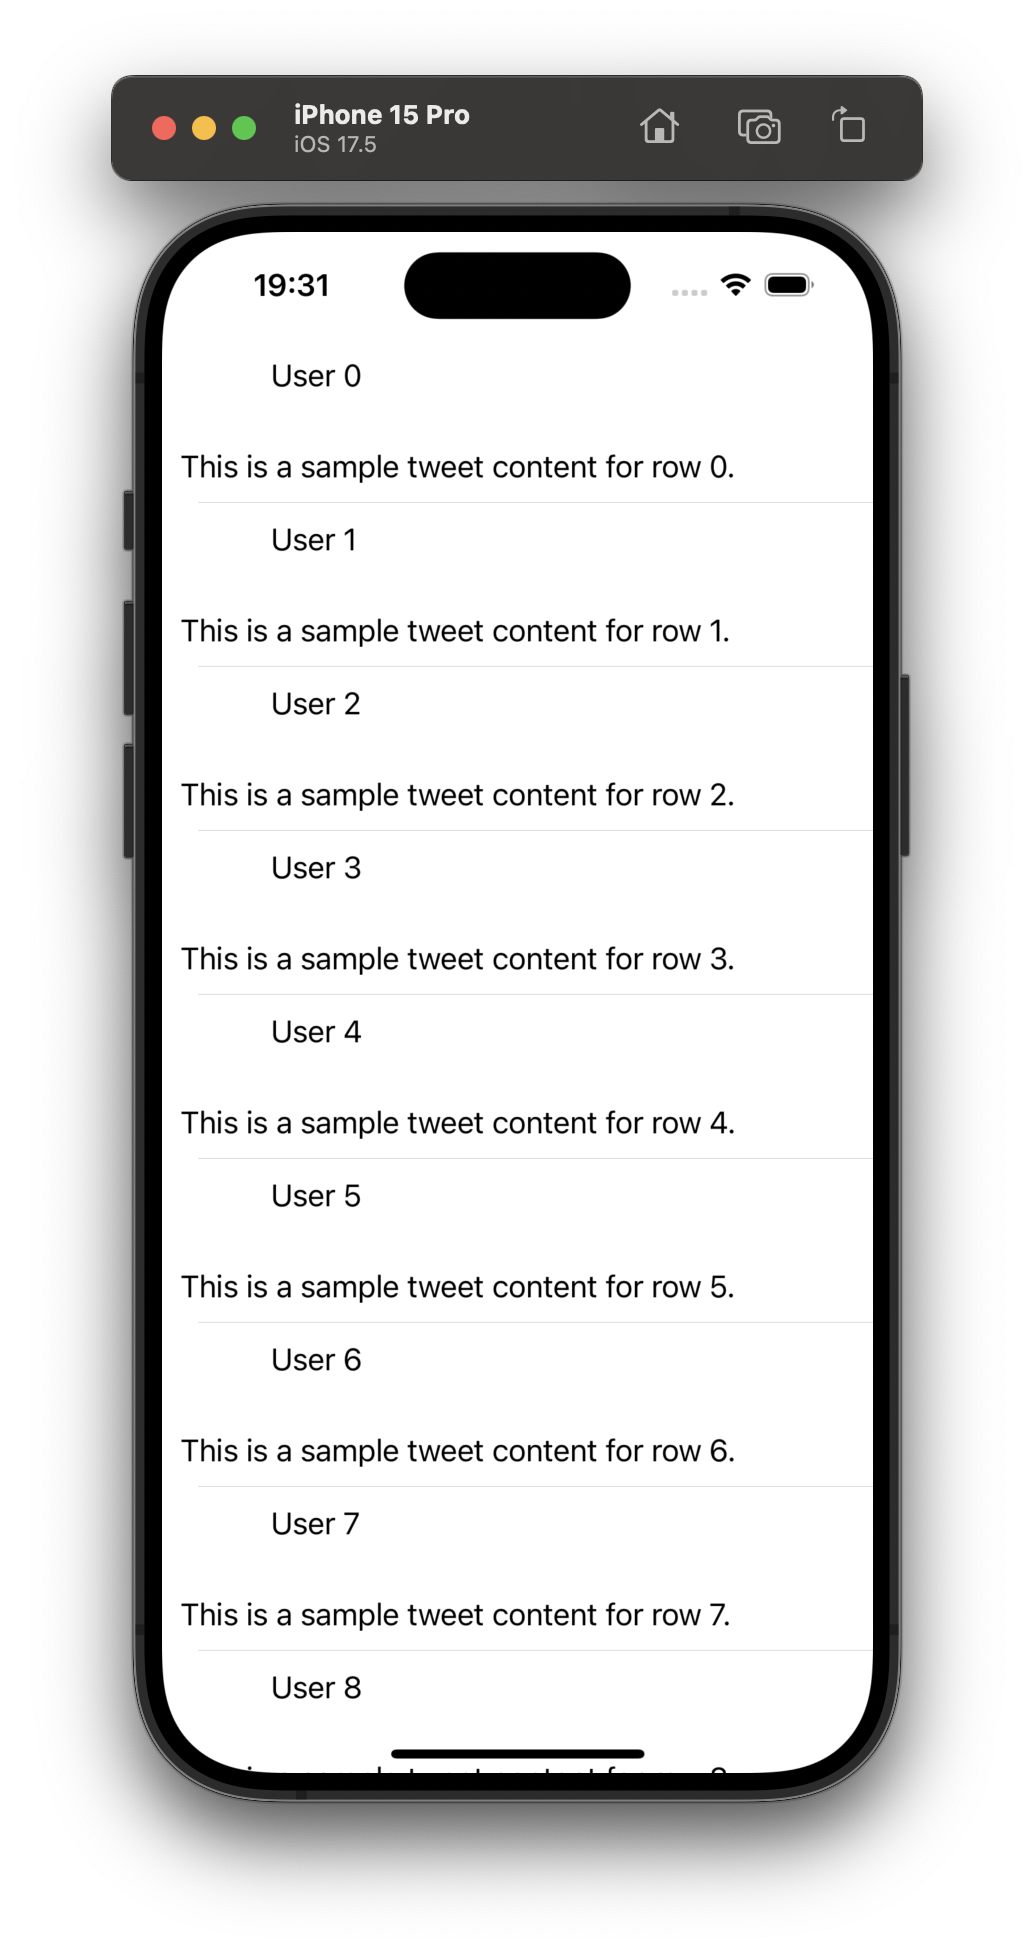 iPhone 15 Pro
iOS 17.5
19:31
User 0
This is a sample tweet content for row 0.
User 1
This is a sample tweet content for row 1.
User 2
This is a sample tweet content for row 2.
User 3
This is a sample tweet content for row 3.
User 4
This is a sample tweet content for row 4.
User 5
This is a sample tweet content for row 5.
User 6
This is a sample tweet content for row 6.
User 7
This is a sample tweet content for row 7.
User 8